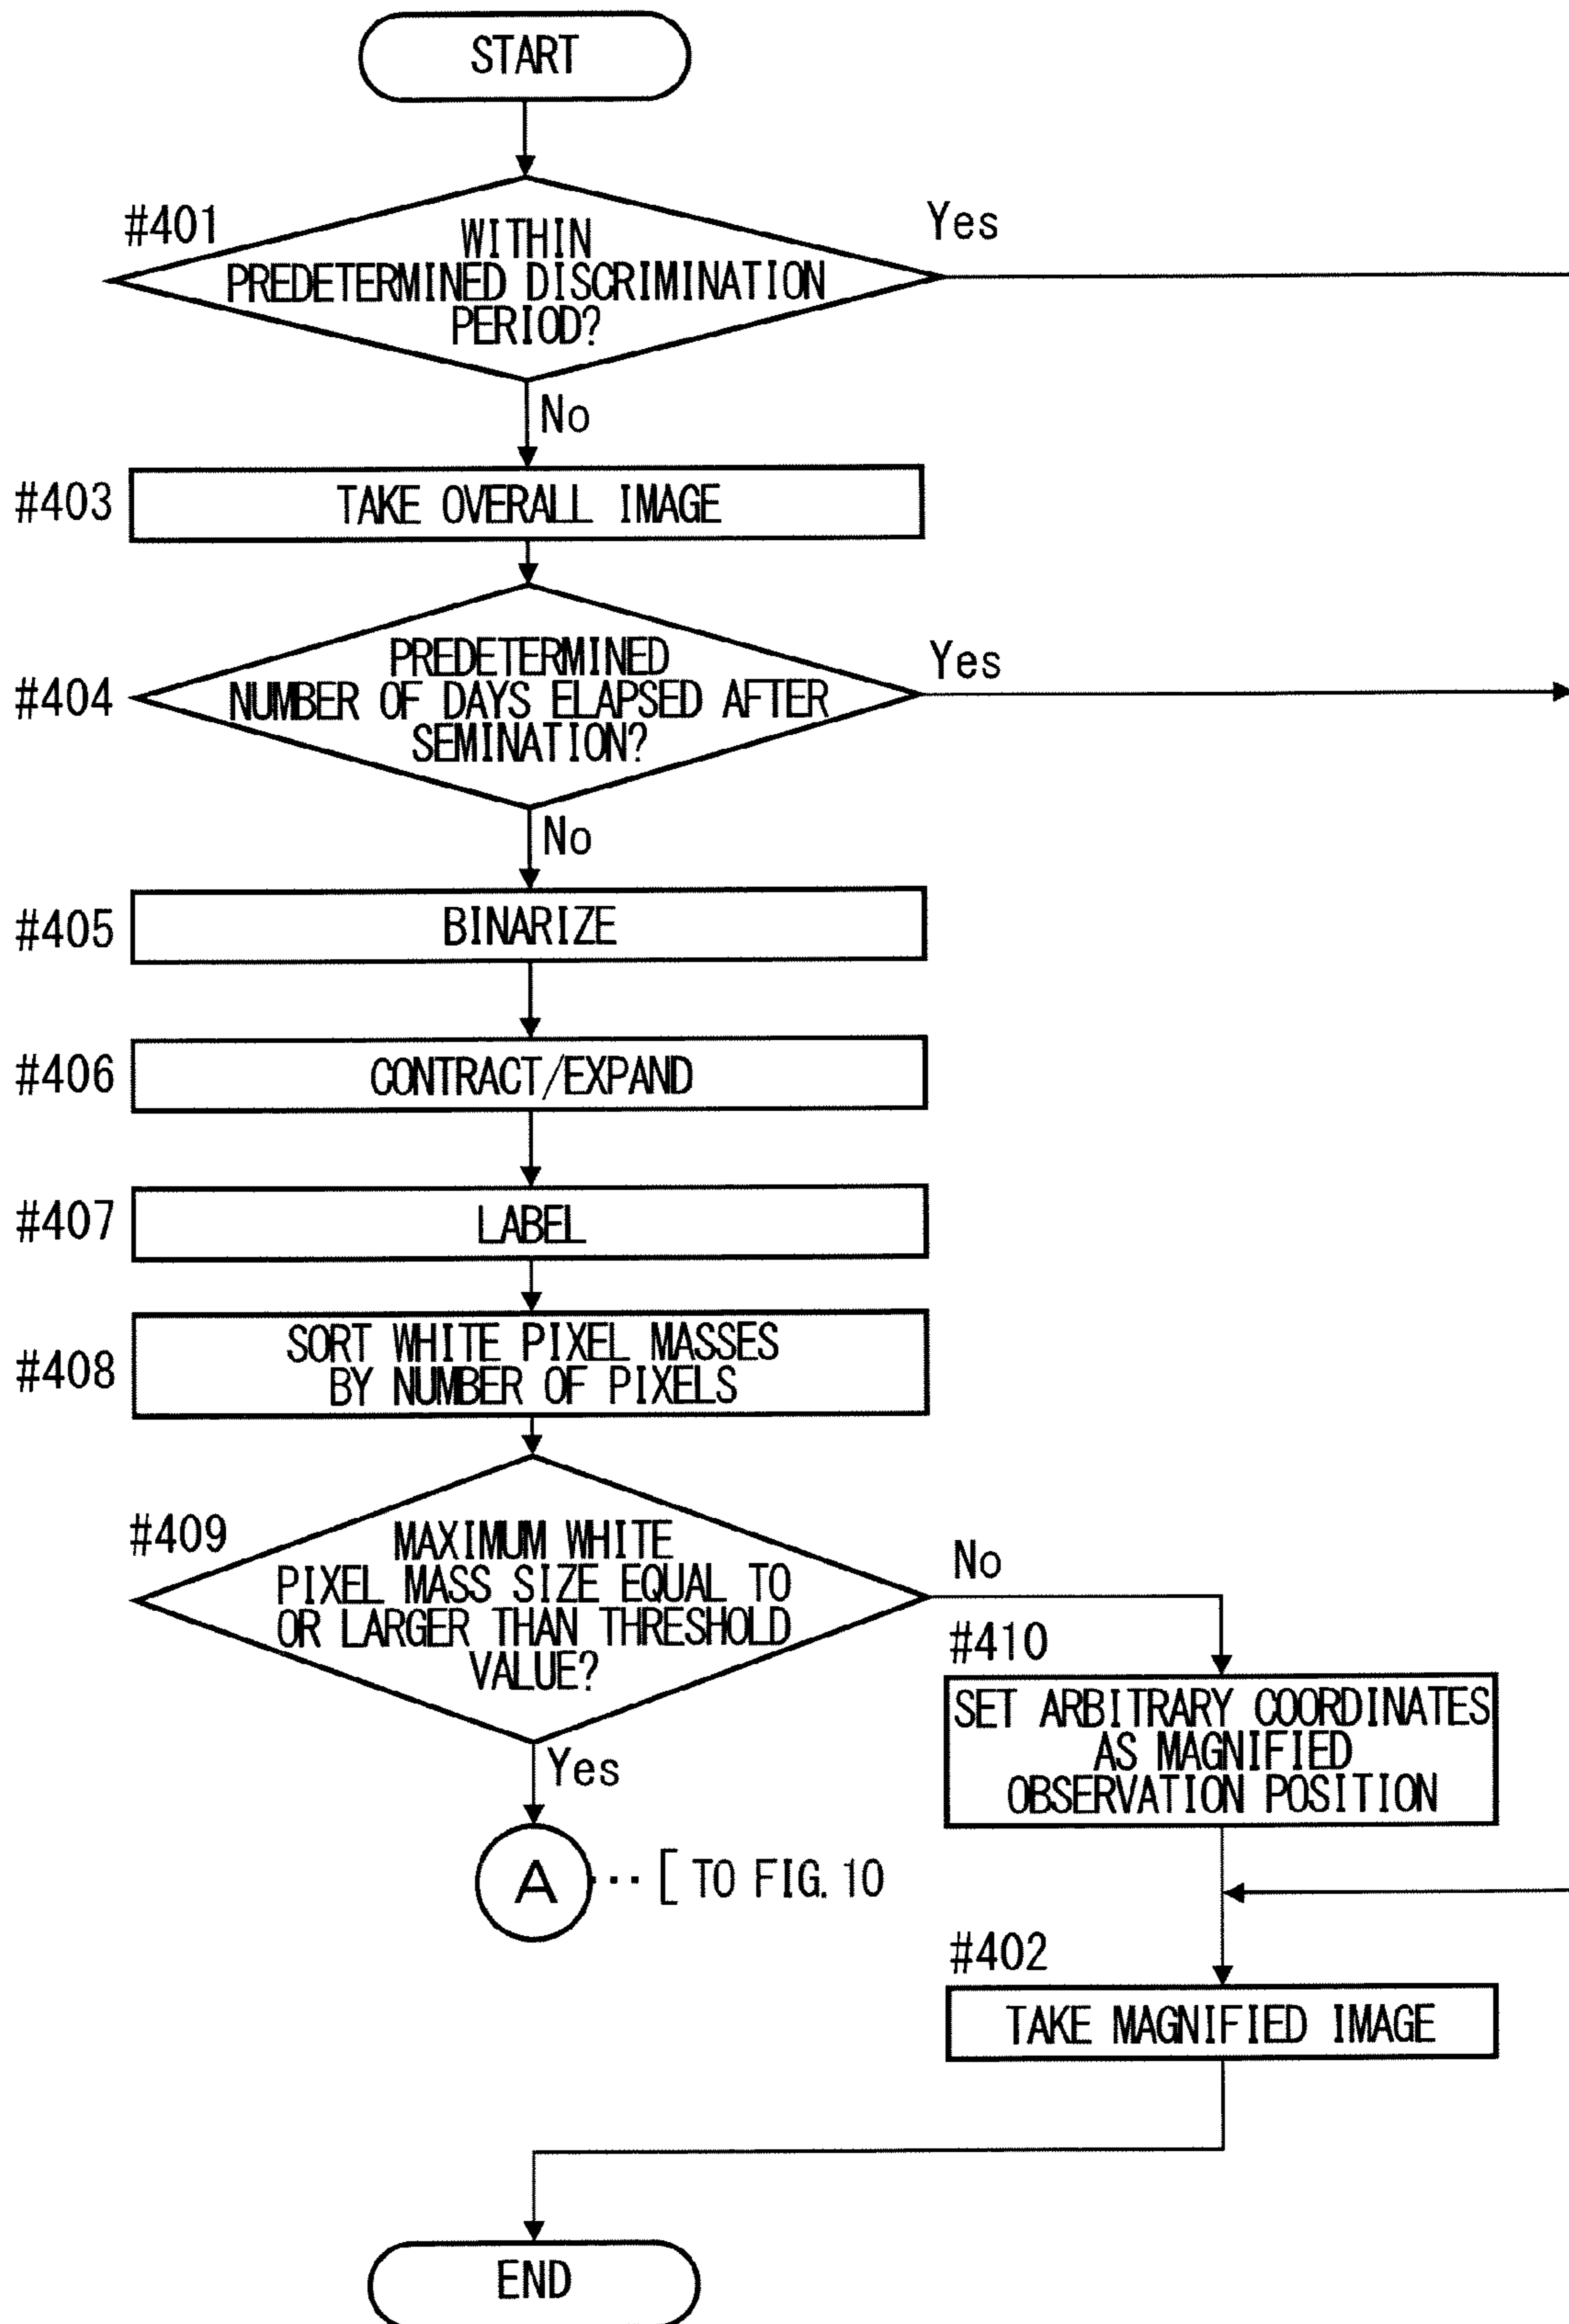 START
#401
WITHIN
PREDETERMINED DISCRIMINATION
PERIOD?
Yes
No
#403
TAKE OVERALL IMAGE
#404
PREDETERMINED
NUMBER OF DAYS ELAPSED AFTER
SEMINATION?
Yes
No
#405
BINARIZE
#406
CONTRACT/EXPAND
#407
LABEL
#408
SORT WHITE PIXEL MASSES
BY NUMBER OF PIXELS
#409
MAXIMUM WHITE
PIXEL MASS SIZE EQUAL TO
OR LARGER THAN THRESHOLD
VALUE?
No
Yes
#410
SET ARBITRARY COORDINATES
AS MAGNIFIED
OBSERVATION POSITION
A ··· [ TO FIG. 10
#402
TAKE MAGNIFIED IMAGE
END